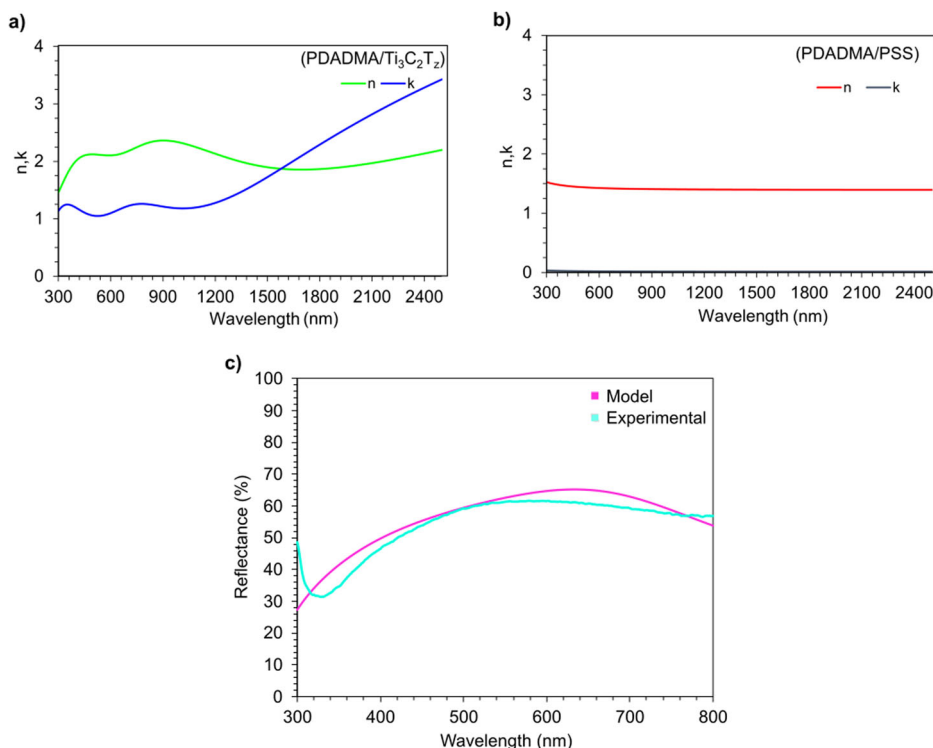 a)
(PDADMA/Ti₃C₂T_z)
n k
4
3
2
1
0
n,k
300 600 900 1200 1500 1800 2100 2400
Wavelength (nm)
b)
(PDADMA/PSS)
n k
4
3
2
1
0
n,k
300 600 900 1200 1500 1800 2100 2400
Wavelength (nm)
c)
Model
Experimental
100
90
80
70
60
50
40
30
20
10
0
Reflectance (%)
300 400 500 600 700 800
Wavelength (nm)